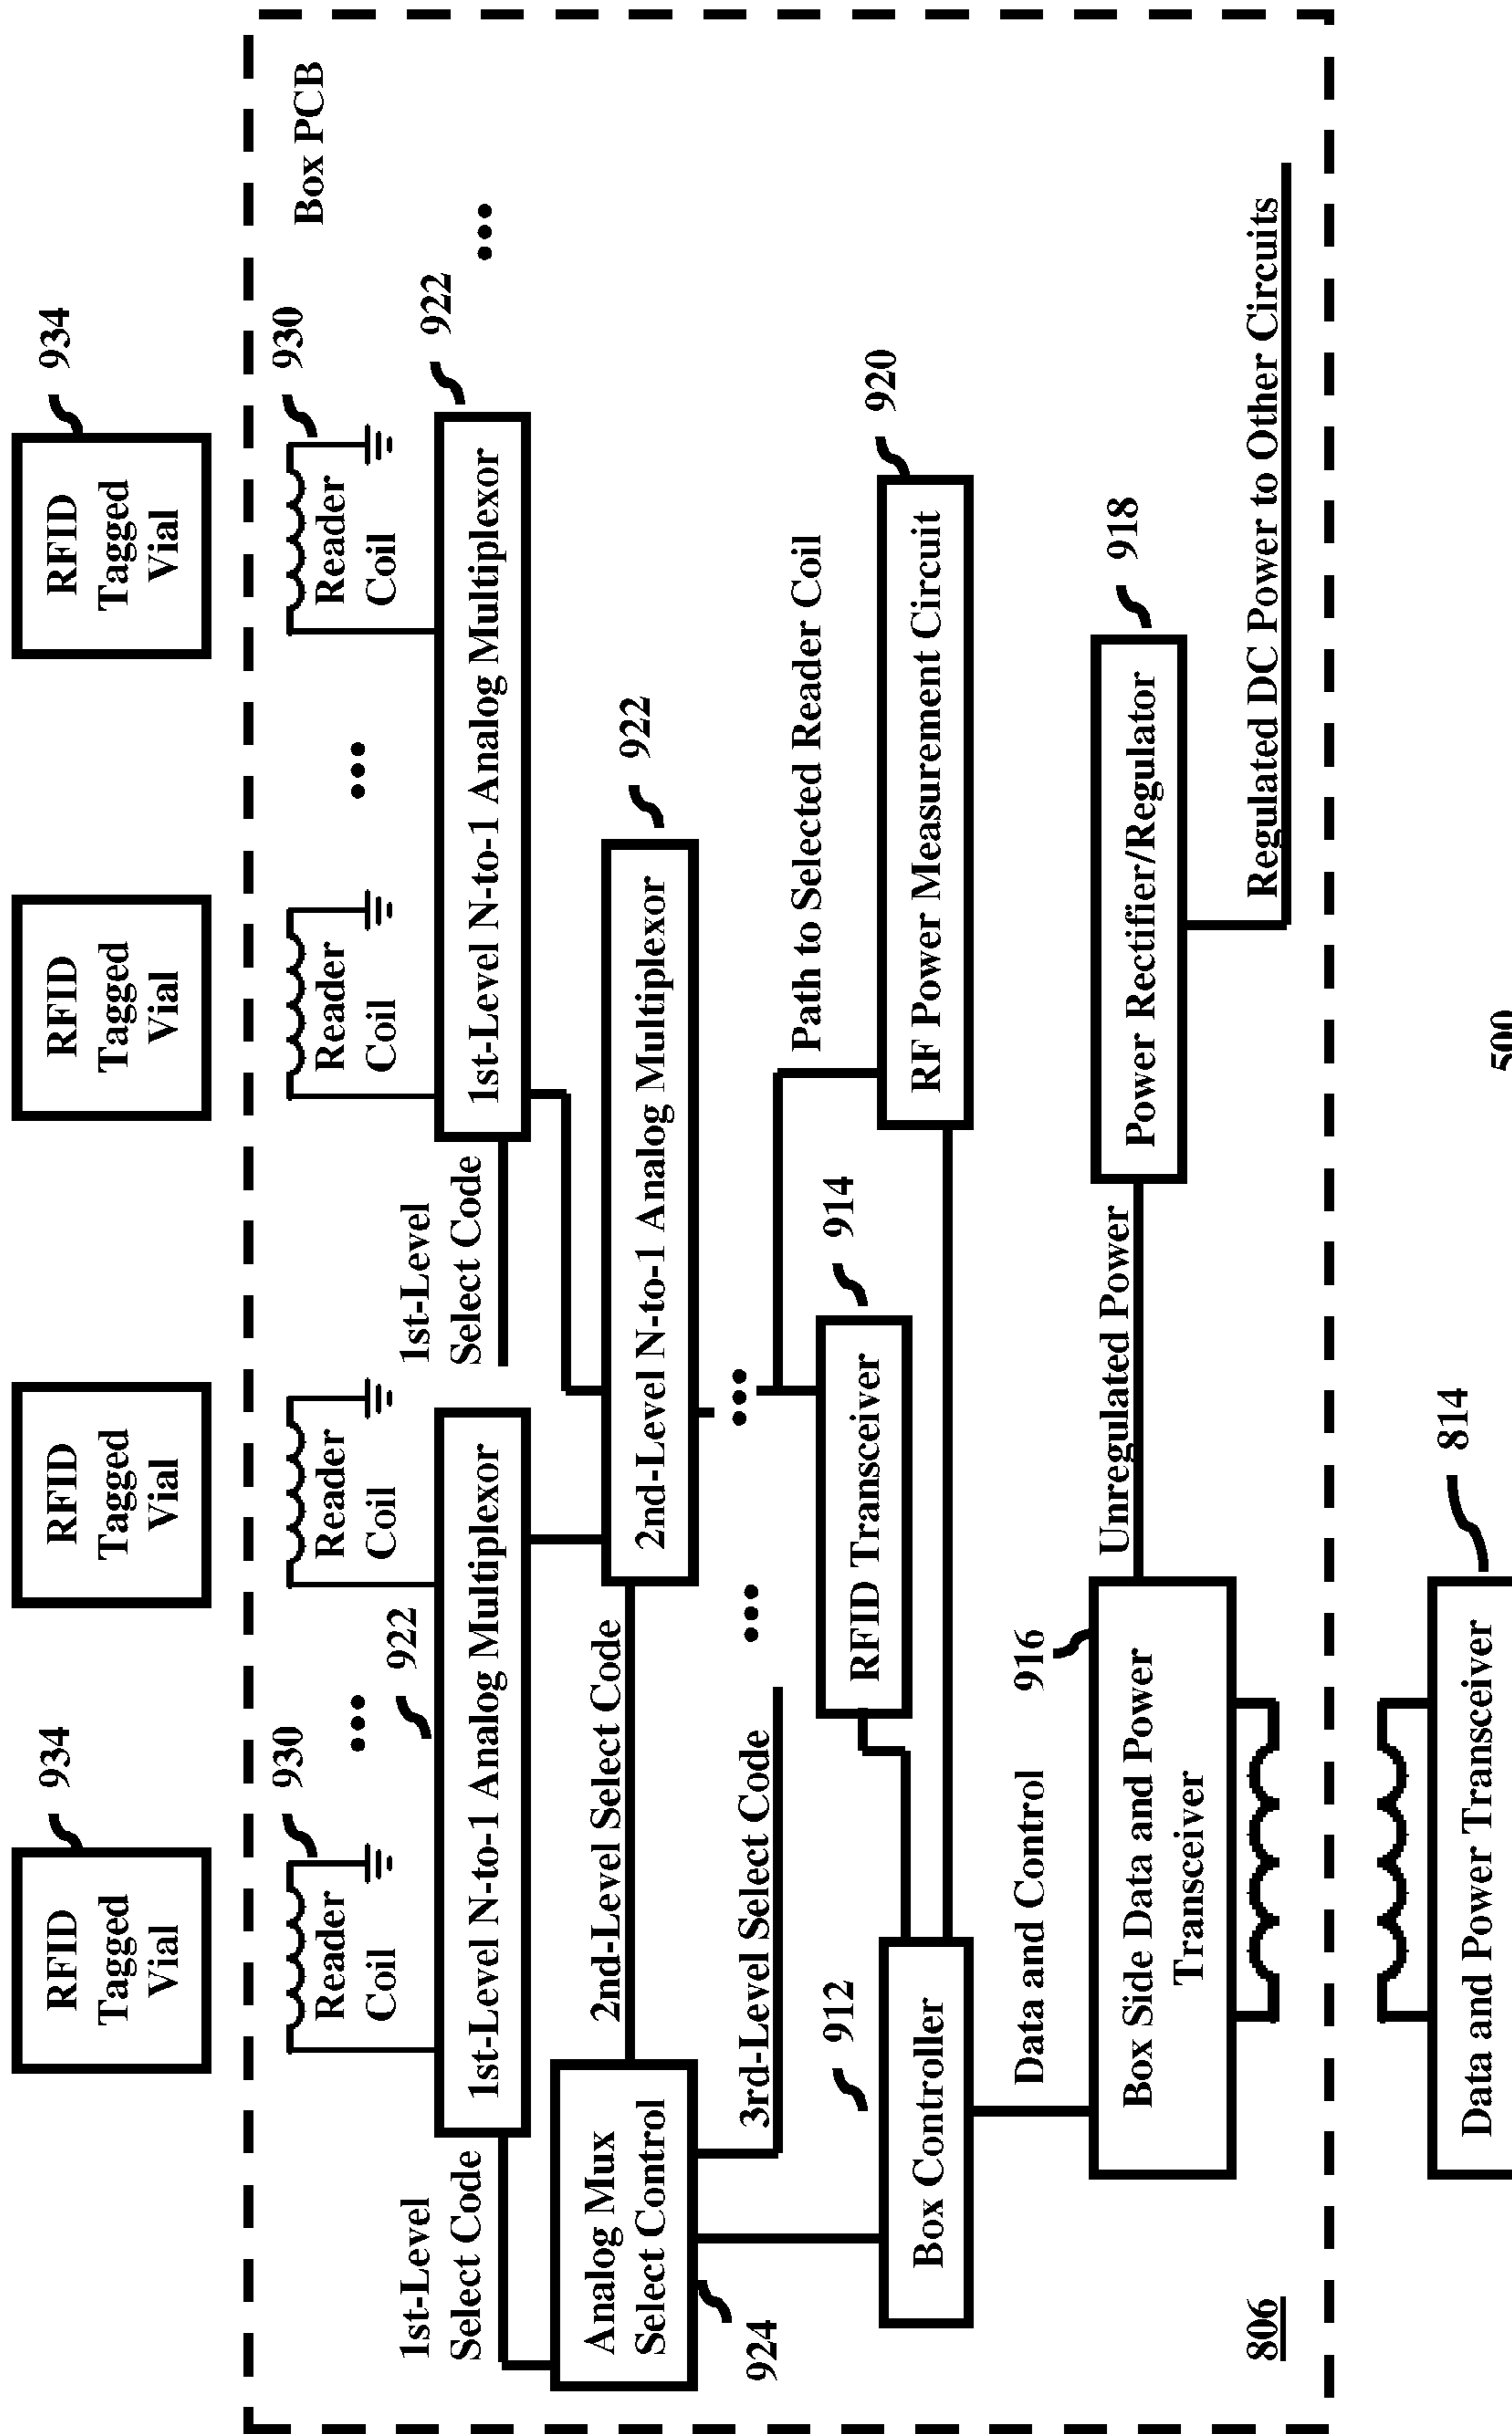 934
934
RFID
Tagged
Vial
RFID
Tagged
Vial
RFID
Tagged
Vial
RFID
Tagged
Vial
Box PCB
930
930
Reader
Coil
Reader
Coil
Reader
Coil
Reader
Coil
...
...
922
922
...
1st-Level
Select Code
1st-Level N-to-1 Analog Multiplexor
1st-Level
Select Code
1st-Level N-to-1 Analog Multiplexor
922
Analog Mux
Select Control
2nd-Level Select Code
2nd-Level N-to-1 Analog Multiplexor
924
3rd-Level Select Code
...
...
Path to Selected Reader Coil
912
914
920
RFID Transceiver
Box Controller
RF Power Measurement Circuit
Data and Control
916
Unregulated Power
918
Box Side Data and Power
Transceiver
Power Rectifier/Regulator
Regulated DC Power to Other Circuits
806
814
Data and Power Transceiver
500